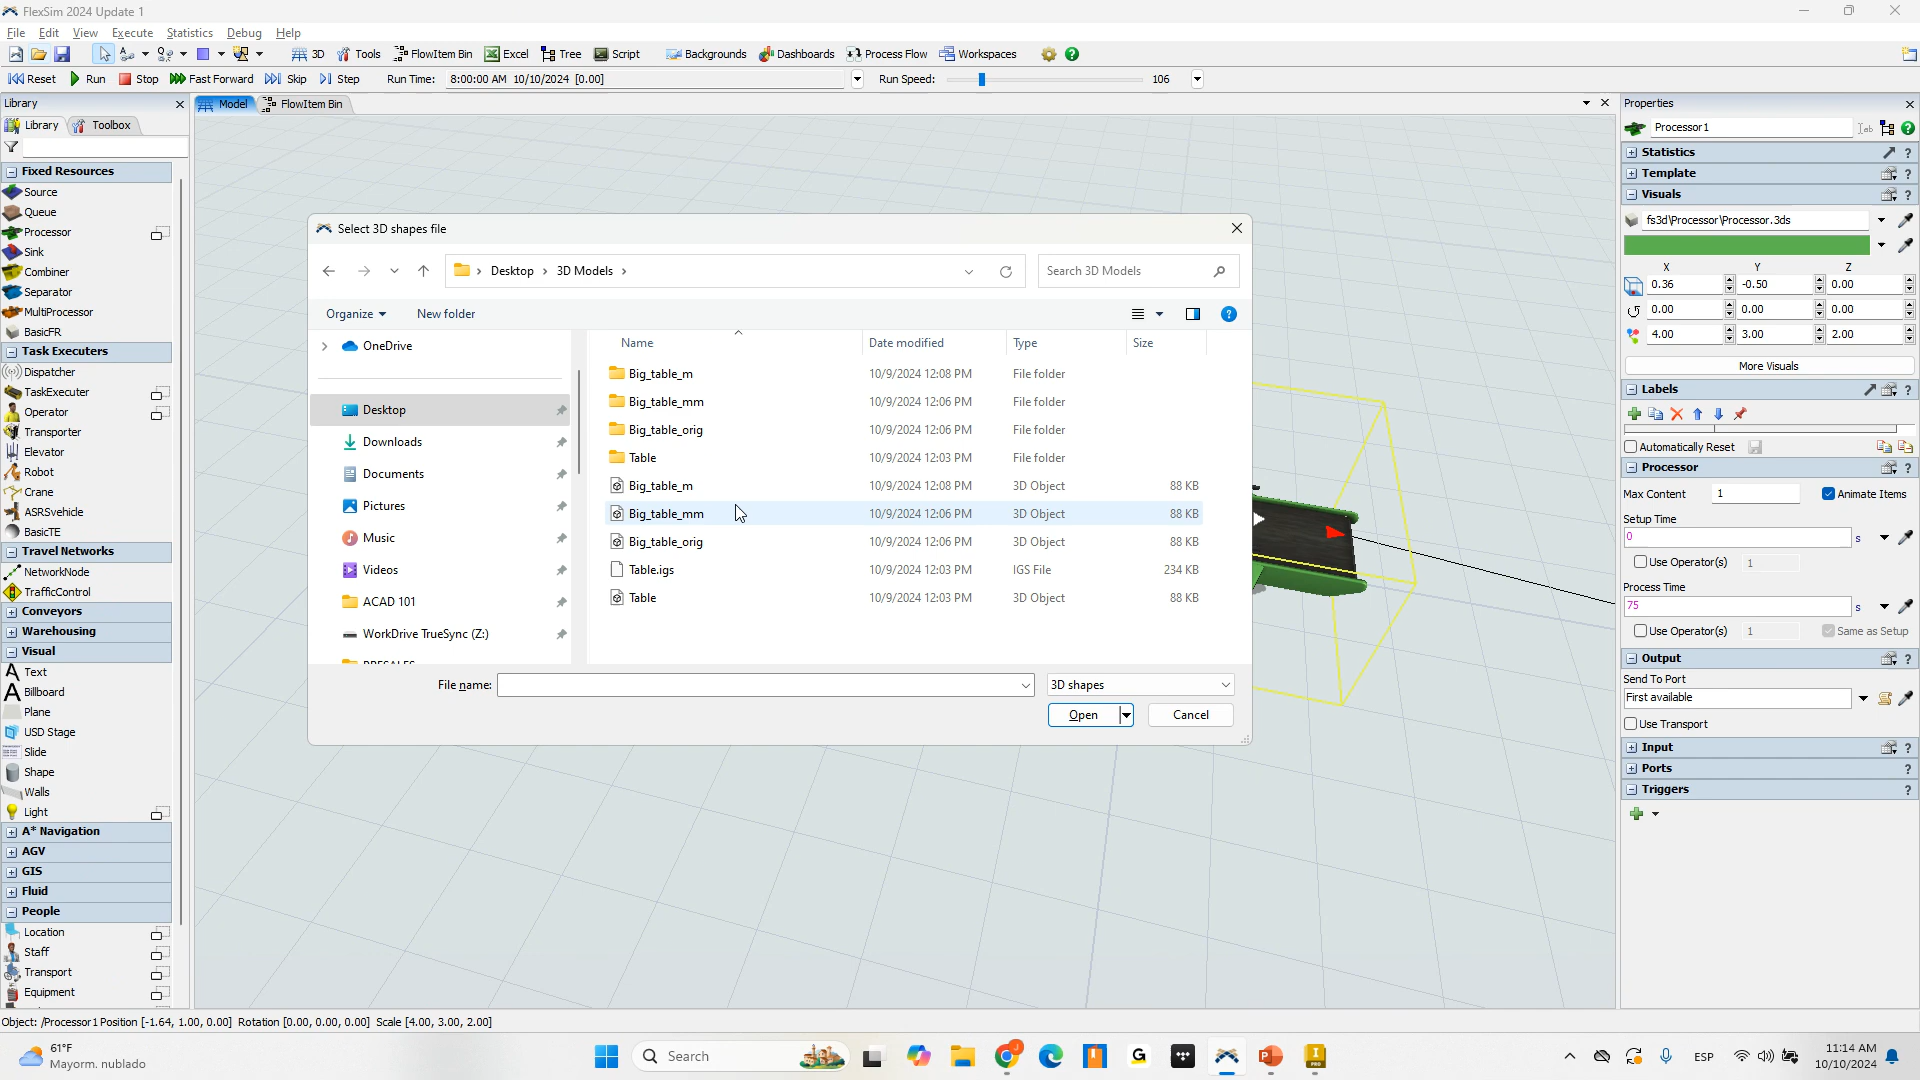 FlexSim 2024 Update 1
File Edit View Execute Statistics Debug Help
3D Tools FlowItem Bin Excel Tree Script Backgrounds Dashboards Process Flow Workspaces
Reset Run Stop Fast Forward Skip Step Run Time: 8:00:00 AM 10/10/2024 [0.00] Run Speed: 106
Library
Library Toolbox
Fixed Resources
Source
Queue
Processor
Sink
Combiner
Separator
MultiProcessor
BasicFR
Task Executers
Dispatcher
TaskExecuter
Operator
Transporter
Elevator
Robot
Crane
ASRSvehicle
BasicTE
Travel Networks
NetworkNode
TrafficControl
Conveyors
Warehousing
Visual
Text
Billboard
Plane
USD Stage
Slide
Shape
Walls
Light
A* Navigation
AGV
GIS
Fluid
People
Location
Staff
Transport
Equipment
Model FlowItem Bin
Select 3D shapes file
Desktop 3D Models
Search 3D Models
Organize New folder
OneDrive
Desktop
Downloads
Documents
Pictures
Music
Videos
ACAD 101
WorkDrive TrueSync (Z:)
Name Date modified Type Size
Big_table_m 10/9/2024 12:08 PM File folder
Big_table_mm 10/9/2024 12:06 PM File folder
Big_table_orig 10/9/2024 12:06 PM File folder
Table 10/9/2024 12:03 PM File folder
Big_table_m 10/9/2024 12:08 PM 3D Object 88 KB
Big_table_mm 10/9/2024 12:06 PM 3D Object 88 KB
Big_table_orig 10/9/2024 12:06 PM 3D Object 88 KB
Table.igs 10/9/2024 12:03 PM IGS File 234 KB
Table 10/9/2024 12:03 PM 3D Object 88 KB
File name: 3D shapes
Open Cancel
Properties
Processor1
Statistics
Template
Visuals
fs3d\Processor\Processor.3ds
X Y Z
0.36 -0.50 0.00
0.00 0.00 0.00
4.00 3.00 2.00
More Visuals
Labels
Automatically Reset
Processor
Max Content 1 Animate Items
Setup Time
0 s
Use Operator(s) 1
Process Time
75 s
Use Operator(s) 1 Same as Setup
Output
Send To Port
First available
Use Transport
Input
Ports
Triggers
Object: /Processor1 Position [-1.64, 1.00, 0.00] Rotation [0.00, 0.00, 0.00] Scale [4.00, 3.00, 2.00]
61°F
Mayorm. nublado
Search
ESP
11:14 AM
10/10/2024